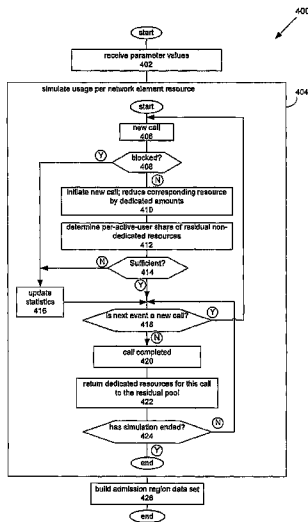 400
start
receive parameter values
402
simulate usage per network element resource
404
start
new call
406
Y
blocked?
408
N
initiate new call; reduce corresponding resource
by dedicated amounts
410
determine per-active-user share of residual non-
dedicated resources
412
N
Sufficient?
414
Y
update
statistics
416
is next event a new call?
418
Y
N
call completed
420
return dedicated resources for this call
to the residual pool
422
has simulation ended?
424
N
Y
end
build admission region data set
426
end